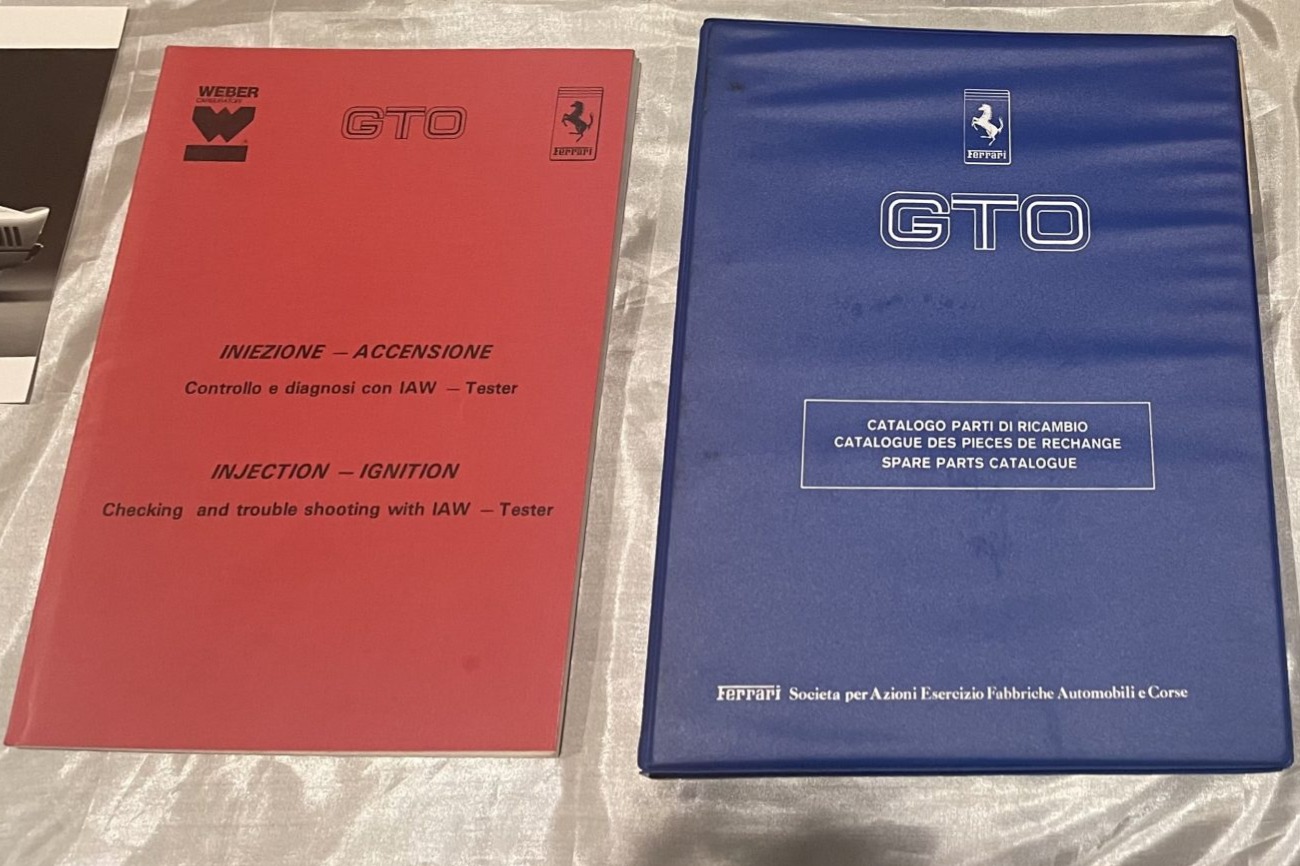 WEBER
CARBURATORI
GTO
Ferrari
INIEZIONE — ACCENSIONE
Controllo e diagnosi con IAW — Tester
INJECTION — IGNITION
Checking and trouble shooting with IAW — Tester
Ferrari
GTO
CATALOGO PARTI DI RICAMBIO
CATALOGUE DES PIECES DE RECHANGE
SPARE PARTS CATALOGUE
Ferrari Societa per Azioni Esercizio Fabbriche Automobili e Corse